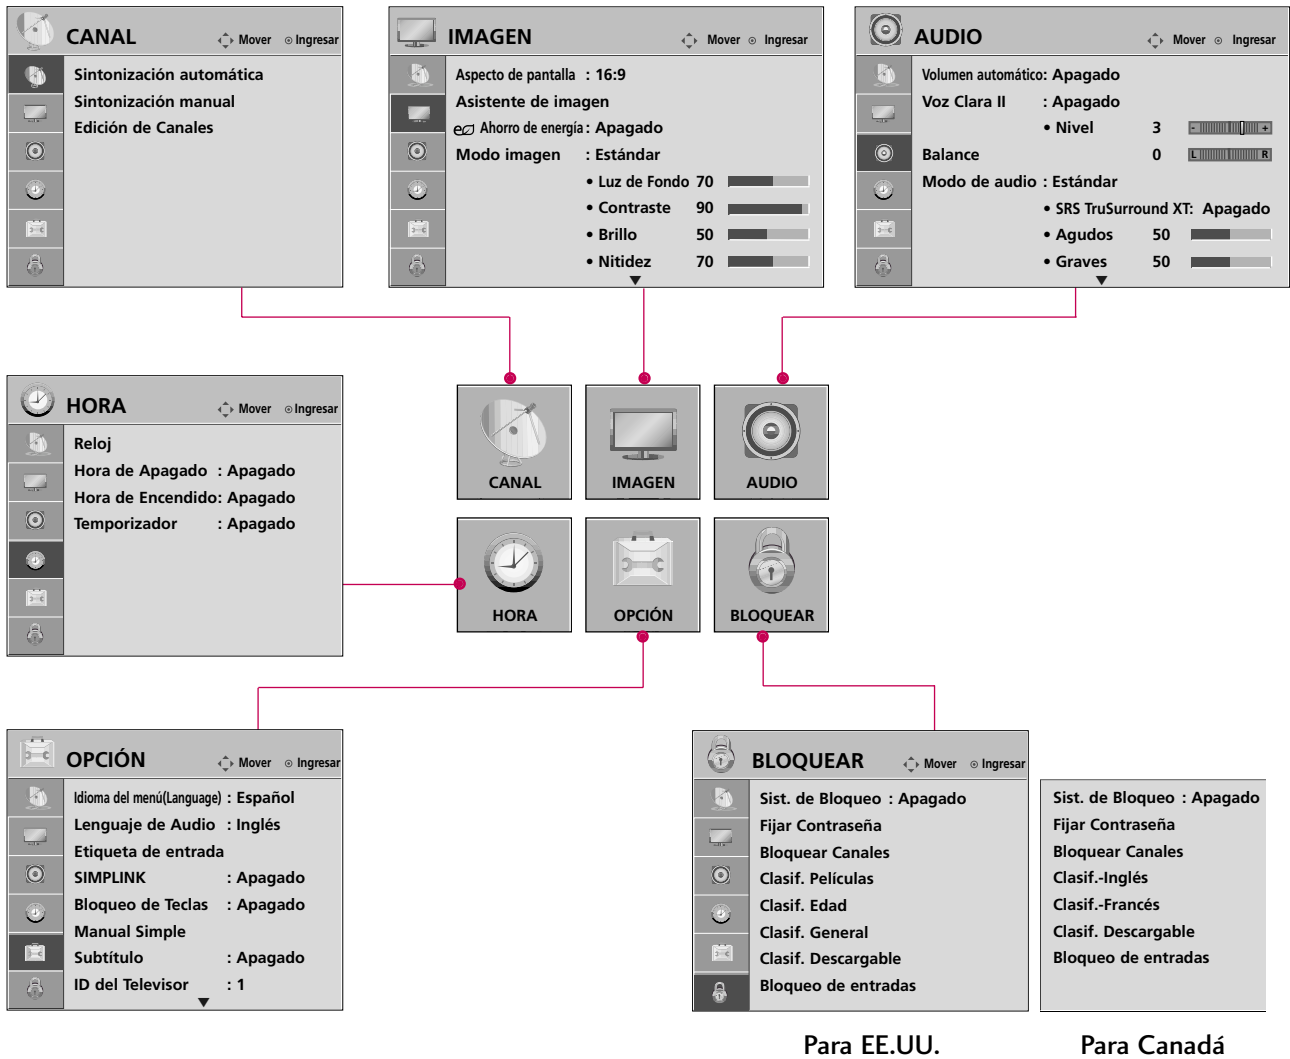 CANAL Mover Ingresar
Sintonización automática
Sintonización manual
Edición de Canales
IMAGEN Mover Ingresar
Aspecto de pantalla : 16:9
Asistente de imagen
Ahorro de energía : Apagado
Modo imagen : Estándar
• Luz de Fondo 70
• Contraste 90
• Brillo 50
• Nitidez 70
AUDIO Mover Ingresar
Volumen automático: Apagado
Voz Clara II : Apagado
• Nivel 3 - +
Balance 0 L R
Modo de audio : Estándar
• SRS TruSurround XT: Apagado
• Agudos 50
• Graves 50
HORA Mover Ingresar
Reloj
Hora de Apagado : Apagado
Hora de Encendido: Apagado
Temporizador : Apagado
CANAL
IMAGEN
AUDIO
HORA
OPCIÓN
BLOQUEAR
OPCIÓN Mover Ingresar
Idioma del menú(Language) : Español
Lenguaje de Audio : Inglés
Etiqueta de entrada
SIMPLINK : Apagado
Bloqueo de Teclas : Apagado
Manual Simple
Subtítulo : Apagado
ID del Televisor : 1
BLOQUEAR Mover Ingresar
Sist. de Bloqueo : Apagado
Fijar Contraseña
Bloquear Canales
Clasif. Películas
Clasif. Edad
Clasif. General
Clasif. Descargable
Bloqueo de entradas
Para EE.UU.
Sist. de Bloqueo : Apagado
Fijar Contraseña
Bloquear Canales
Clasif.-Inglés
Clasif.-Francés
Clasif. Descargable
Bloqueo de entradas
Para Canadá